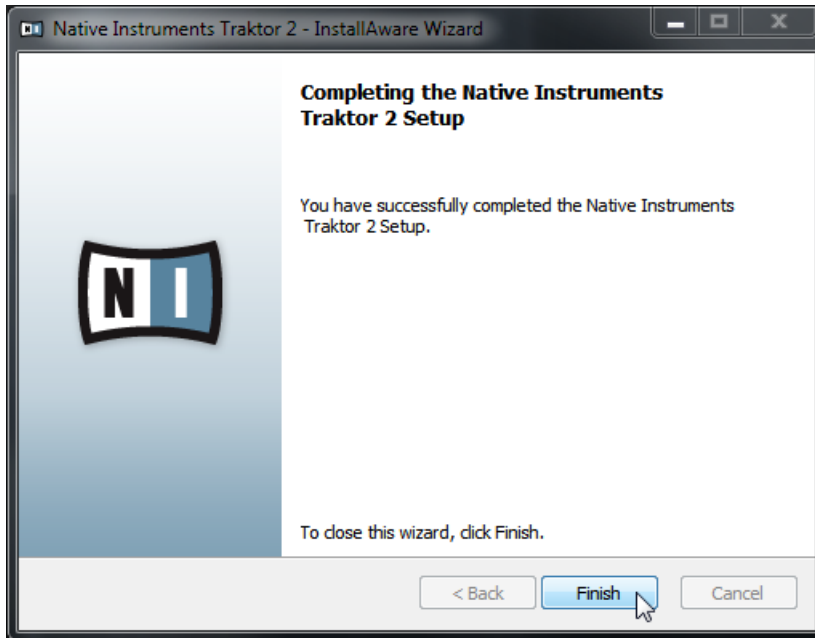 Native Instruments Traktor 2 - InstallAware Wizard
Completing the Native Instruments
Traktor 2 Setup
You have successfully completed the Native Instruments
Traktor 2 Setup.
N I
To close this wizard, click Finish.
< Back Finish Cancel